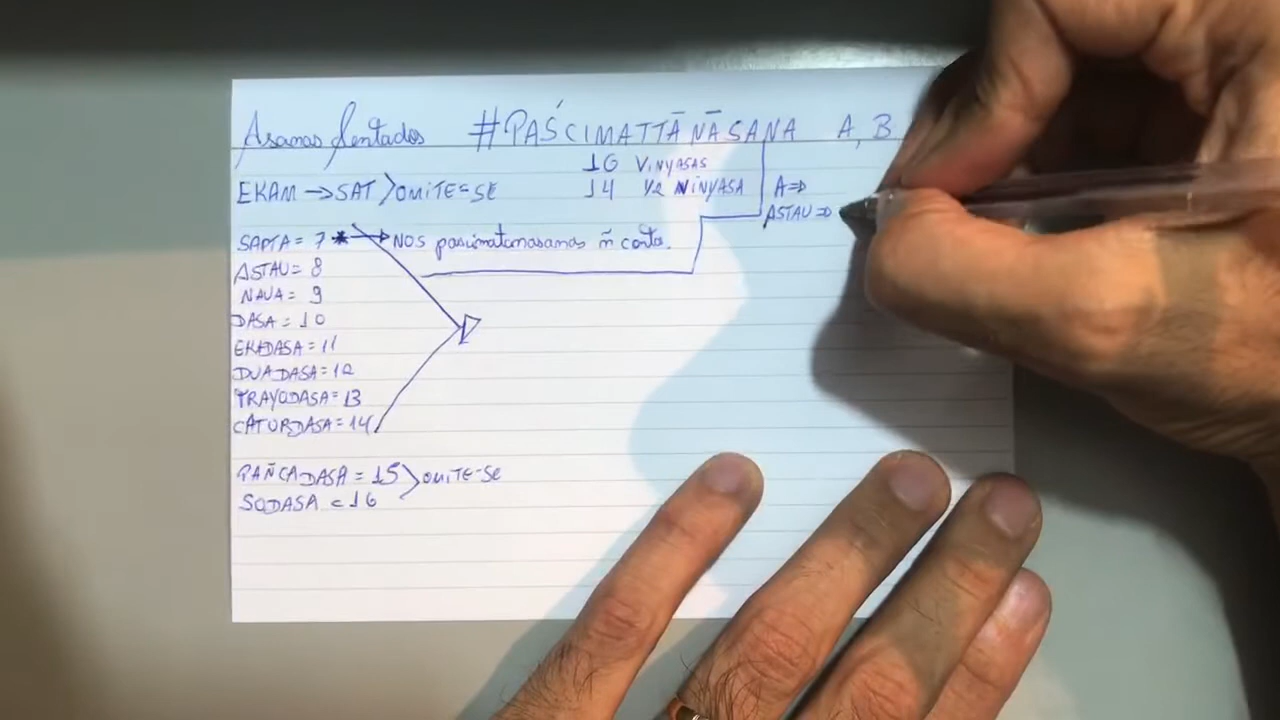 Asanas Sentados #PAŚCIMATTĀNĀSANA A, B
16 VINYASAS
EKAM → SAT > OMITE-SE 14 1/2 VINYASA A ⇒
ASTAU ⇒
SAPTA = 7 * → NOS pascimatanasanas ñ conta.
ASTAU = 8
NAVA = 9
DASA = 10
EKADASA = 11
DUADASA = 12
TRAYODASA = 13
CATURDASA = 14
PAÑCADASA = 15 > OMITE-SE
SODASA = 16